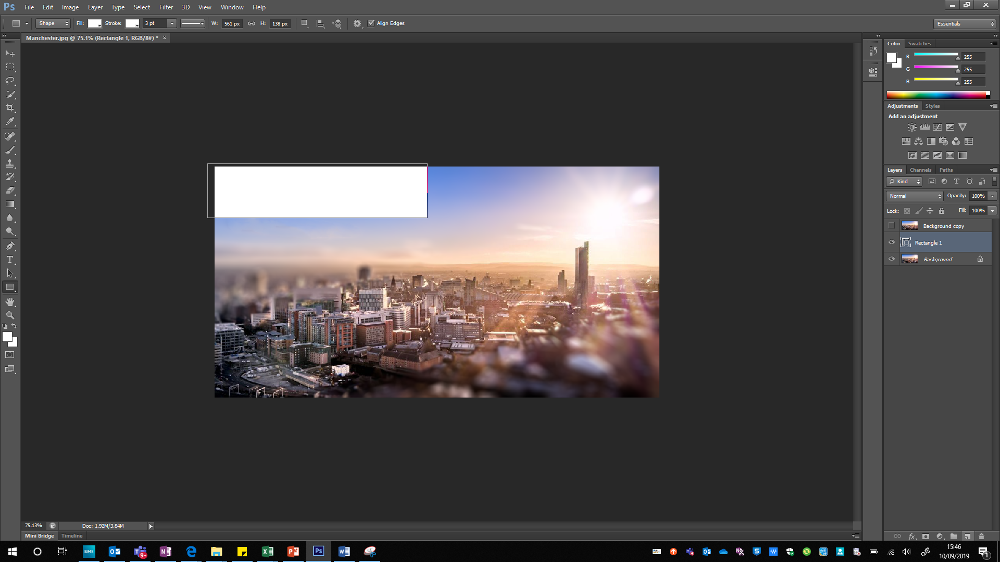 Ps File Edit Image Layer Type Select Filter 3D View Window Help
Shape Fill: Stroke: 3 pt W: 561 px H: 138 px Align Edges Essentials
Manchester.jpg @ 75.1% (Rectangle 1, RGB/8#) * ×
Color Swatches
R 255
G 255
B 255
Adjustments Styles
Add an adjustment
Layers Channels Paths
Kind
Normal Opacity: 100%
Lock: Fill: 100%
Background copy
Rectangle 1
Background
75.13% Doc: 1.92M/3.84M
Mini Bridge Timeline
15:46
10/09/2019
SIMS
9+
Ps
1